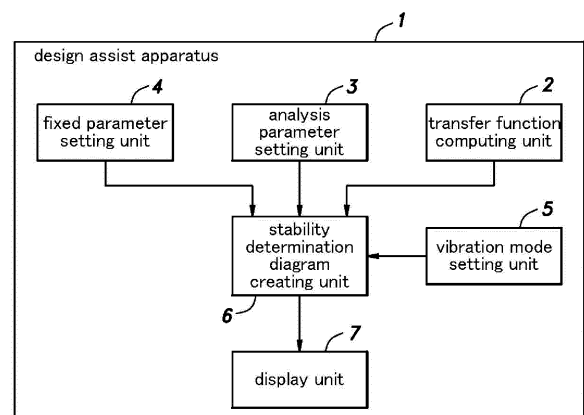 1
design assist apparatus
4
fixed parameter
setting unit
3
analysis
parameter
setting unit
2
transfer function
computing unit
stability
determination
diagram
creating unit
6
5
vibration mode
setting unit
7
display unit